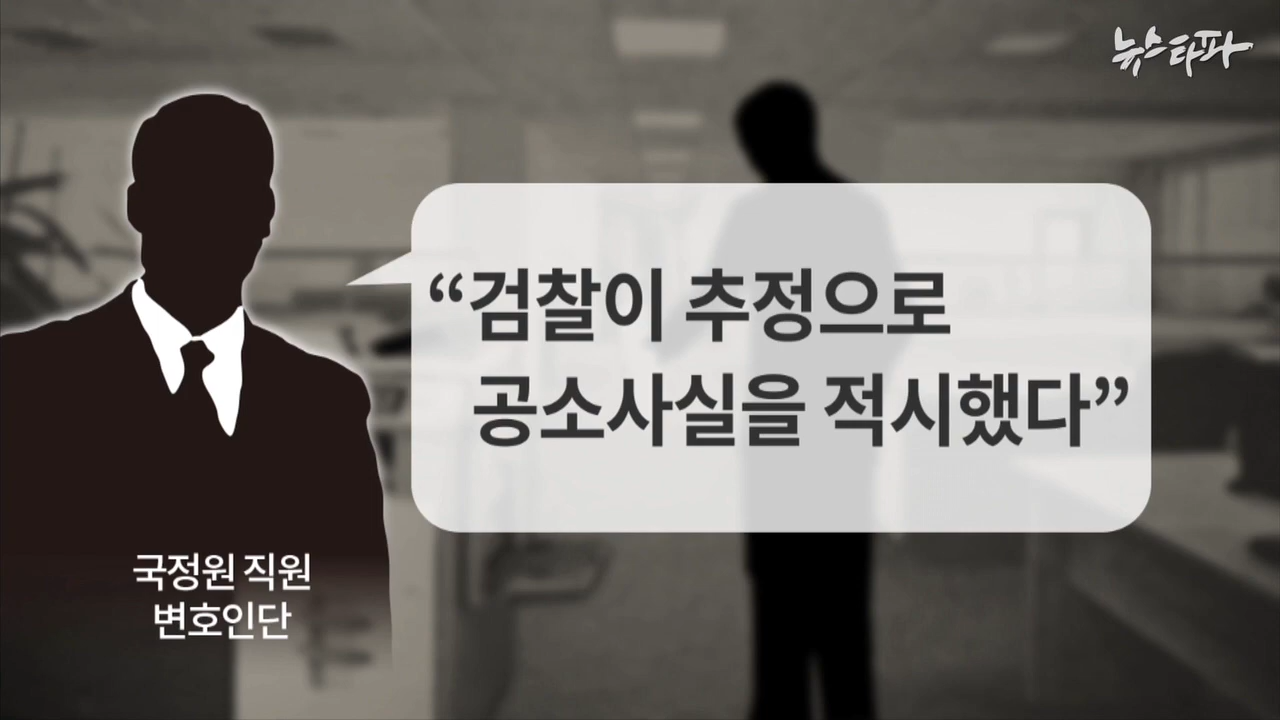 뉴스타파
“검찰이 추정으로
공소사실을 적시했다”
국정원 직원
변호인단